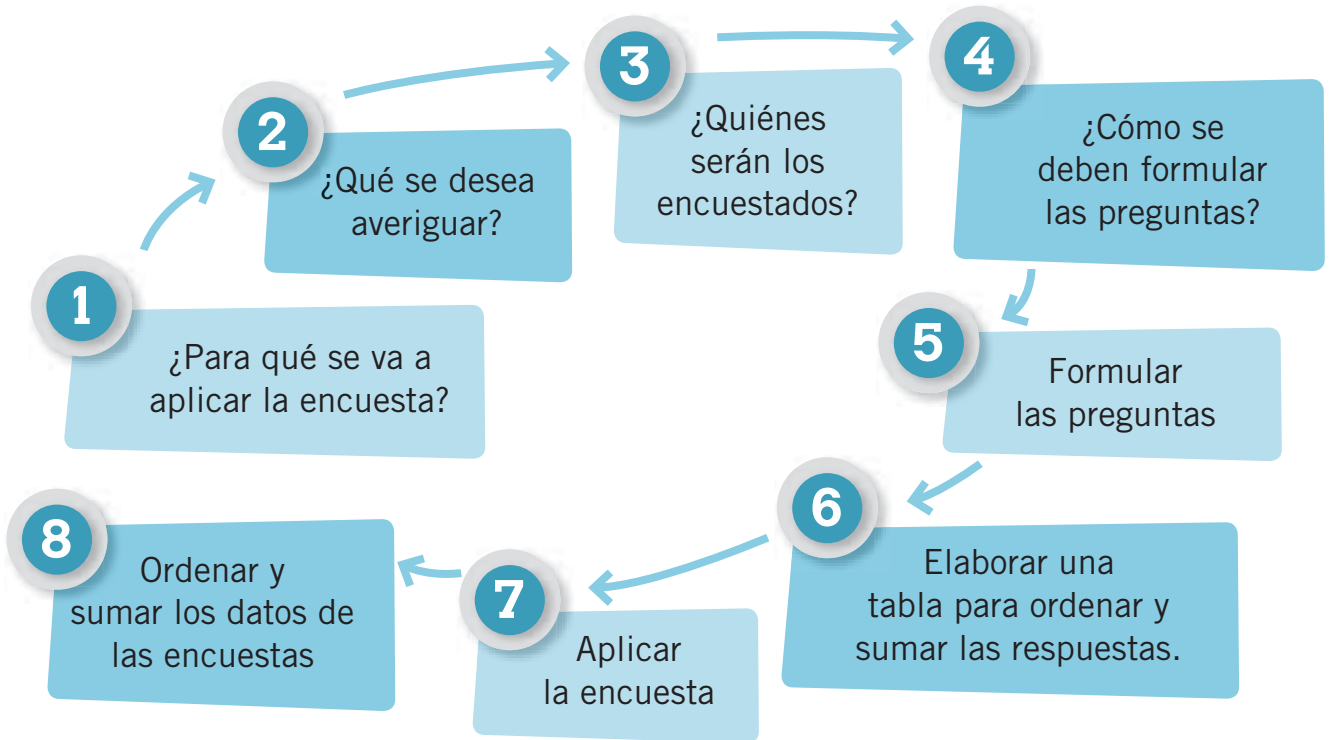 1
¿Para qué se va a
aplicar la encuesta?
2
¿Qué se desea
averiguar?
3
¿Quiénes
serán los
encuestados?
4
¿Cómo se
deben formular
las preguntas?
5
Formular
las preguntas
6
Elaborar una
tabla para ordenar y
sumar las respuestas.
7
Aplicar
la encuesta
8
Ordenar y
sumar los datos de
las encuestas